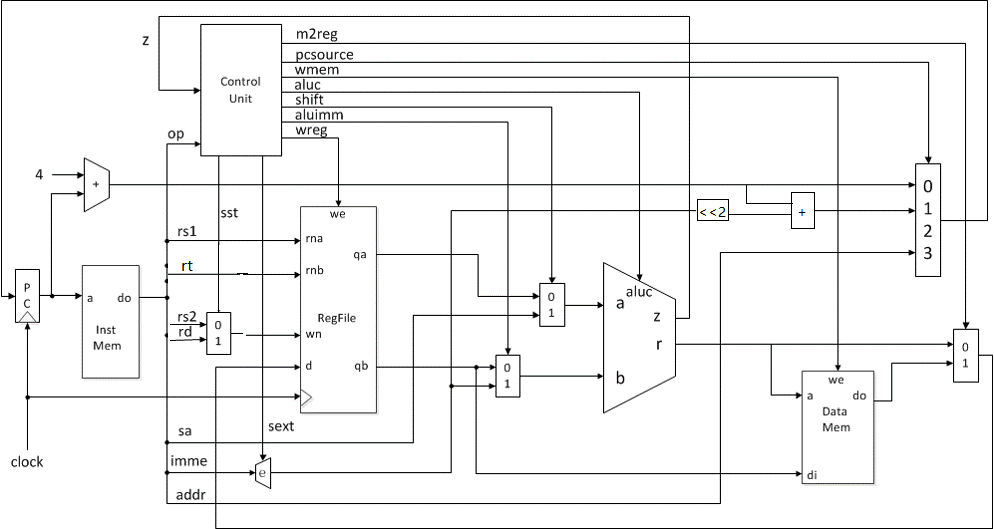 m2reg
z
pcsource
wmem
Control
Unit
aluc
shift
aluimm
wreg
op
4
+
0
sst
we
<<2
+
1
rs1
rna
2
qa
3
rt
rnb
P
C
a
do
0
1
a
aluc
z
rs2
0
Inst
Mem
RegFile
rd
1
wn
r
0
1
d
qb
0
1
b
we
a
do
Data
Mem
sa
sext
clock
imme
e
di
addr